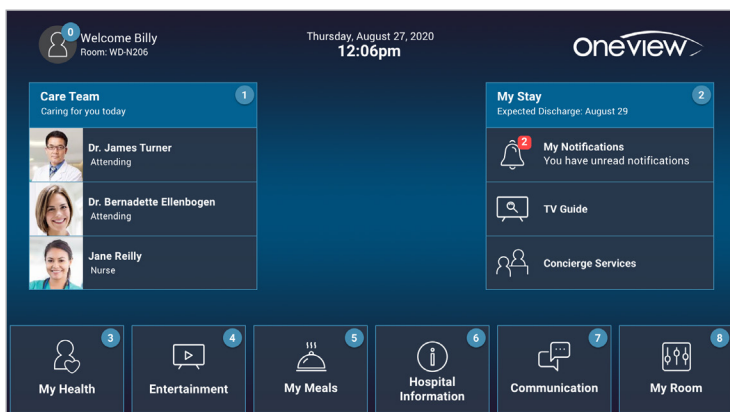 0
Welcome Billy
Room: WD-N206
Thursday, August 27, 2020
12:06pm
oneview
Care Team
1
Caring for you today
Dr. James Turner
Attending
Dr. Bernadette Ellenbogen
Attending
Jane Reilly
Nurse
My Stay
2
Expected Discharge: August 29
2
My Notifications
You have unread notifications
TV Guide
Concierge Services
3
My Health
4
Entertainment
5
My Meals
6
Hospital
Information
7
Communication
8
My Room